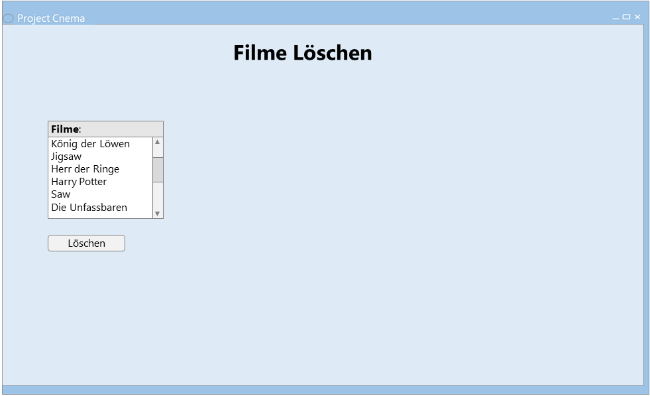 Project Cnema
Filme Löschen
Filme:
König der Löwen
Jigsaw
Herr der Ringe
Harry Potter
Saw
Die Unfassbaren
Löschen